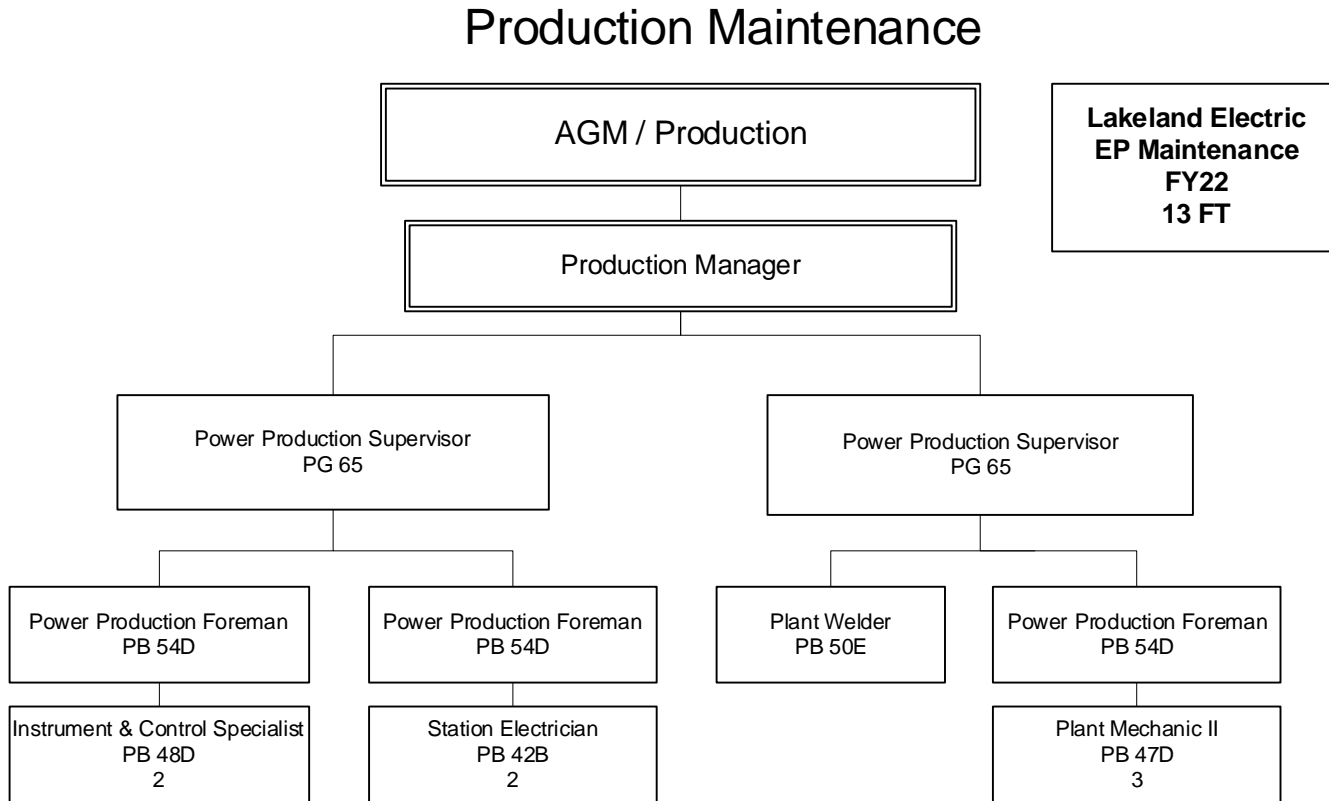 Production Maintenance
AGM / Production
Lakeland Electric
EP Maintenance
FY22
13 FT
Production Manager
Power Production Supervisor
PG 65
Power Production Supervisor
PG 65
Power Production Foreman
PB 54D
Power Production Foreman
PB 54D
Plant Welder
PB 50E
Power Production Foreman
PB 54D
Instrument & Control Specialist
PB 48D
2
Station Electrician
PB 42B
2
Plant Mechanic II
PB 47D
3